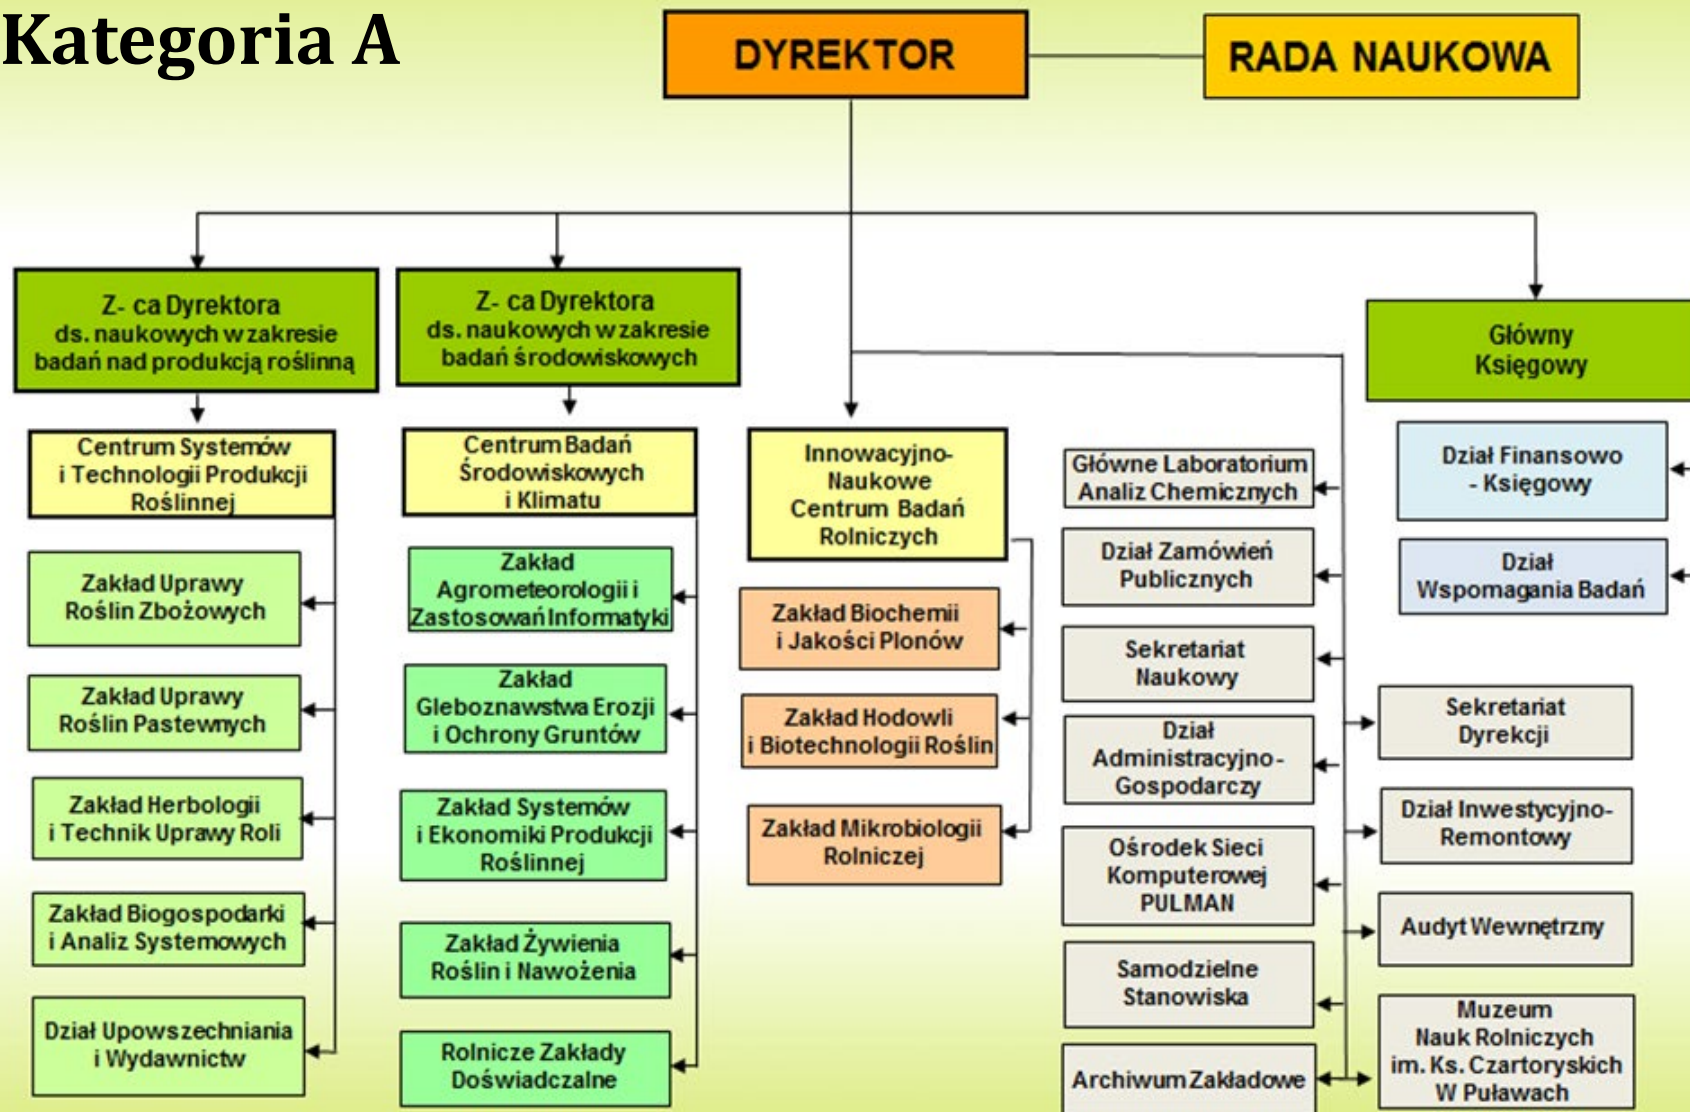 Kategoria A
DYREKTOR
RADA NAUKOWA
Z- ca Dyrektora
ds. naukowych w zakresie
badań nad produkcją roślinną
Z- ca Dyrektora
ds. naukowych w zakresie
badań środowiskowych
Główny
Księgowy
Centrum Systemów
i Technologii Produkcji
Roślinnej
Zakład Uprawy
Roślin Zbożowych
Zakład Uprawy
Roślin Pastewnych
Zakład Herbologii
i Technik Uprawy Roli
Zakład Biogospodarki
i Analiz Systemowych
Dział Upowszechniania
i Wydawnictw
Centrum Badań
Środowiskowych
i Klimatu
Zakład
Agrometeorologii i
Zastosowań Informatyki
Zakład
Gleboznawstwa Erozji
i Ochrony Gruntów
Zakład Systemów
i Ekonomiki Produkcji
Roślinnej
Zakład Żywienia
Roślin i Nawożenia
Rolnicze Zakłady
Doświadczalne
Innowacyjno-
Naukowe
Centrum Badań
Rolniczych
Zakład Biochemii
i Jakości Plonów
Zakład Hodowli
i Biotechnologii Roślin
Zakład Mikrobiologii
Rolniczej
Główne Laboratorium
Analiz Chemicznych
Dział Zamówień
Publicznych
Sekretariat
Naukowy
Dział
Administracyjno-
Gospodarczy
Ośrodek Sieci
Komputerowej
PULMAN
Samodzielne
Stanowiska
Archiwum Zakładowe
Dział Finansowo
- Księgowy
Dział
Wspomagania Badań
Sekretariat
Dyrekcji
Dział Inwestycyjno-
Remontowy
Audyt Wewnętrzny
Muzeum
Nauk Rolniczych
im. Ks. Czartoryskich
W Puławach